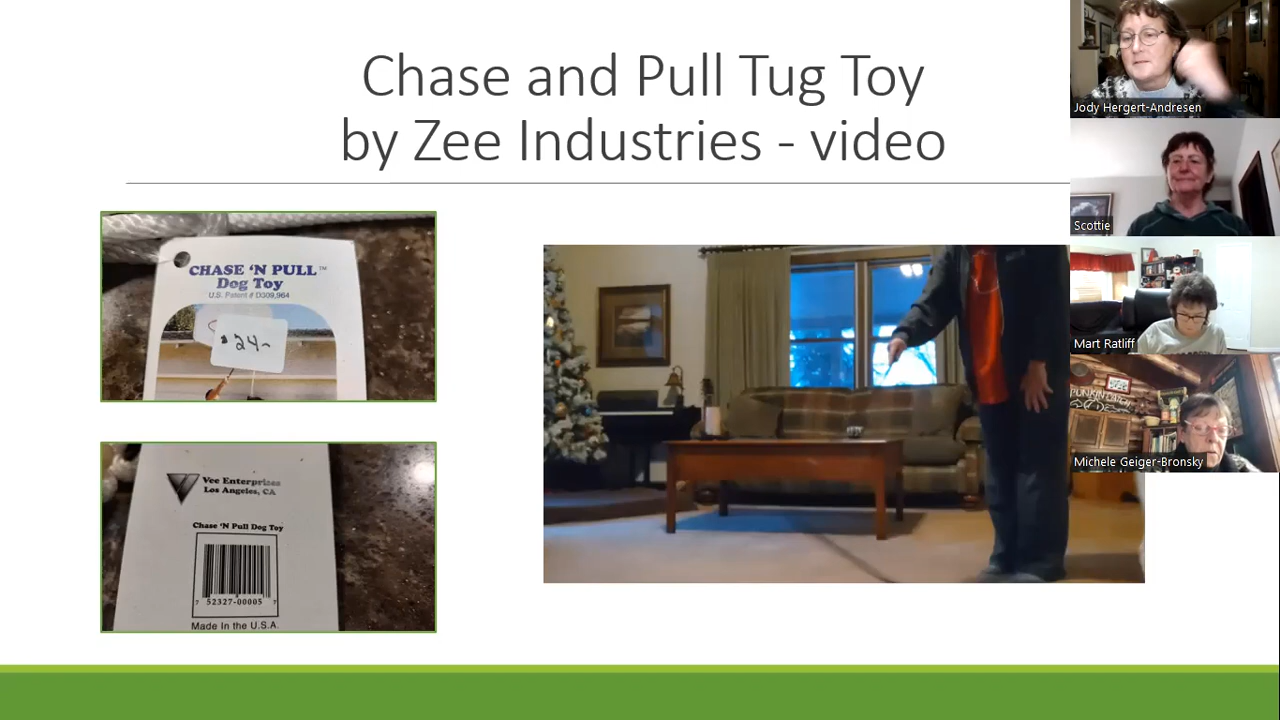 Chase and Pull Tug Toy
by Zee Industries - video
CHASE 'N PULL™
Dog Toy
U.S. Patent # D309,964
$24~
Vee Enterprises
Los Angeles, CA
Chase 'N Pull Dog Toy
7 52327-00005 7
Made In the U.S.A.
Jody Hergert-Andresen
Scottie
Mart Ratliff
Michele Geiger-Bronsky